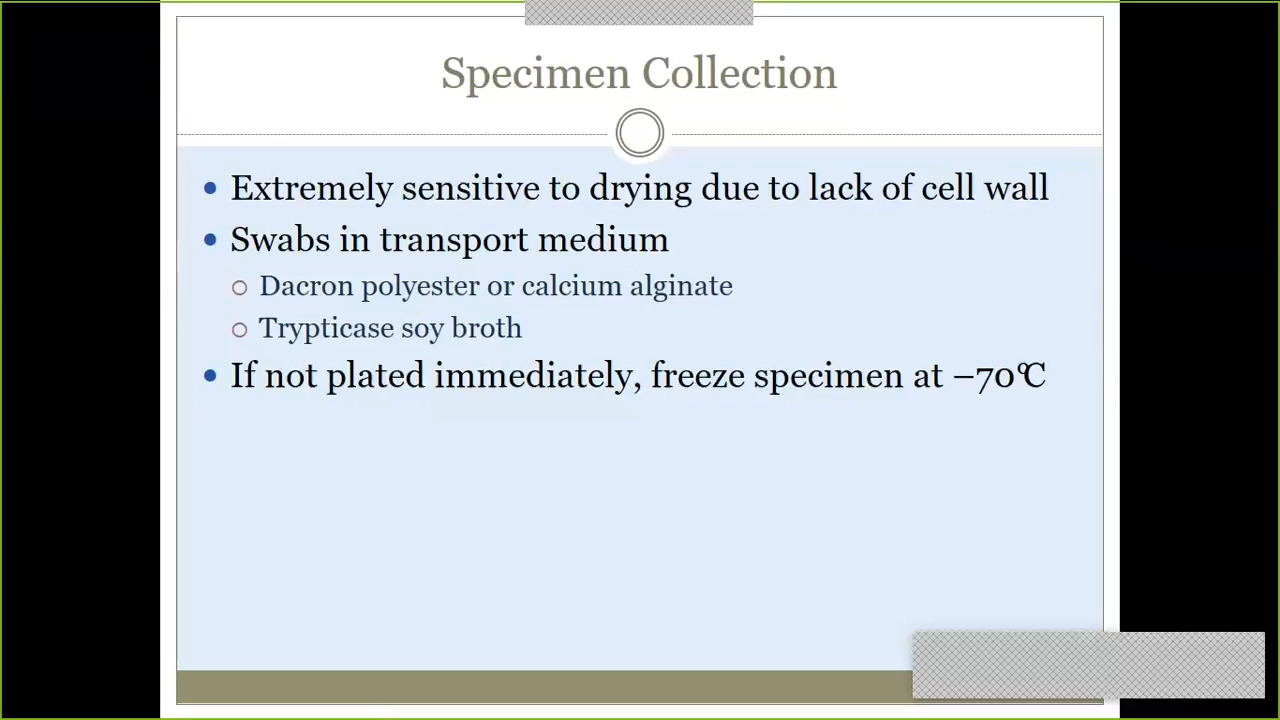 Specimen Collection
Extremely sensitive to drying due to lack of cell wall
Swabs in transport medium
Dacron polyester or calcium alginate
Trypticase soy broth
If not plated immediately, freeze specimen at –70℃